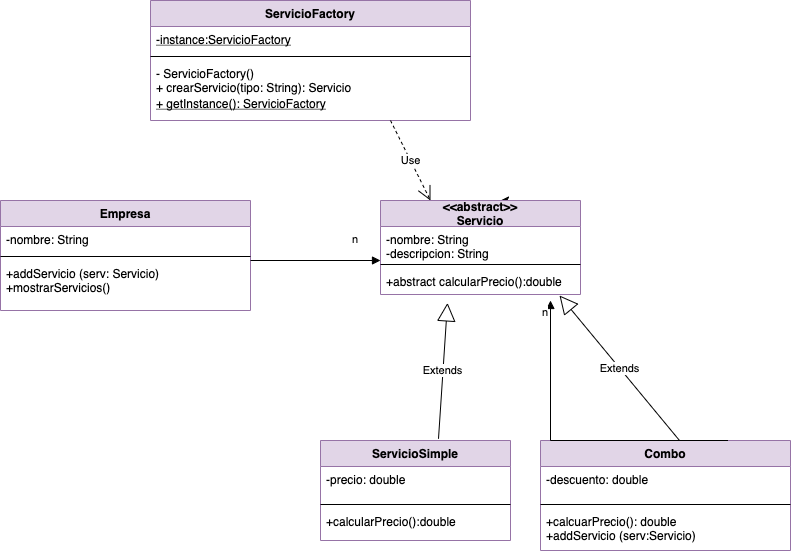 ServicioFactory
-instance:ServicioFactory
- ServicioFactory()
+ crearServicio(tipo: String): Servicio
+ getInstance(): ServicioFactory
Use
Empresa
-nombre: String
+addServicio (serv: Servicio)
+mostrarServicios()
n
<<abstract>>
Servicio
-nombre: String
-descripcion: String
+abstract calcularPrecio():double
n
Extends
Extends
ServicioSimple
-precio: double
+calcularPrecio():double
Combo
-descuento: double
+calcuarPrecio(): double
+addServicio (serv:Servicio)